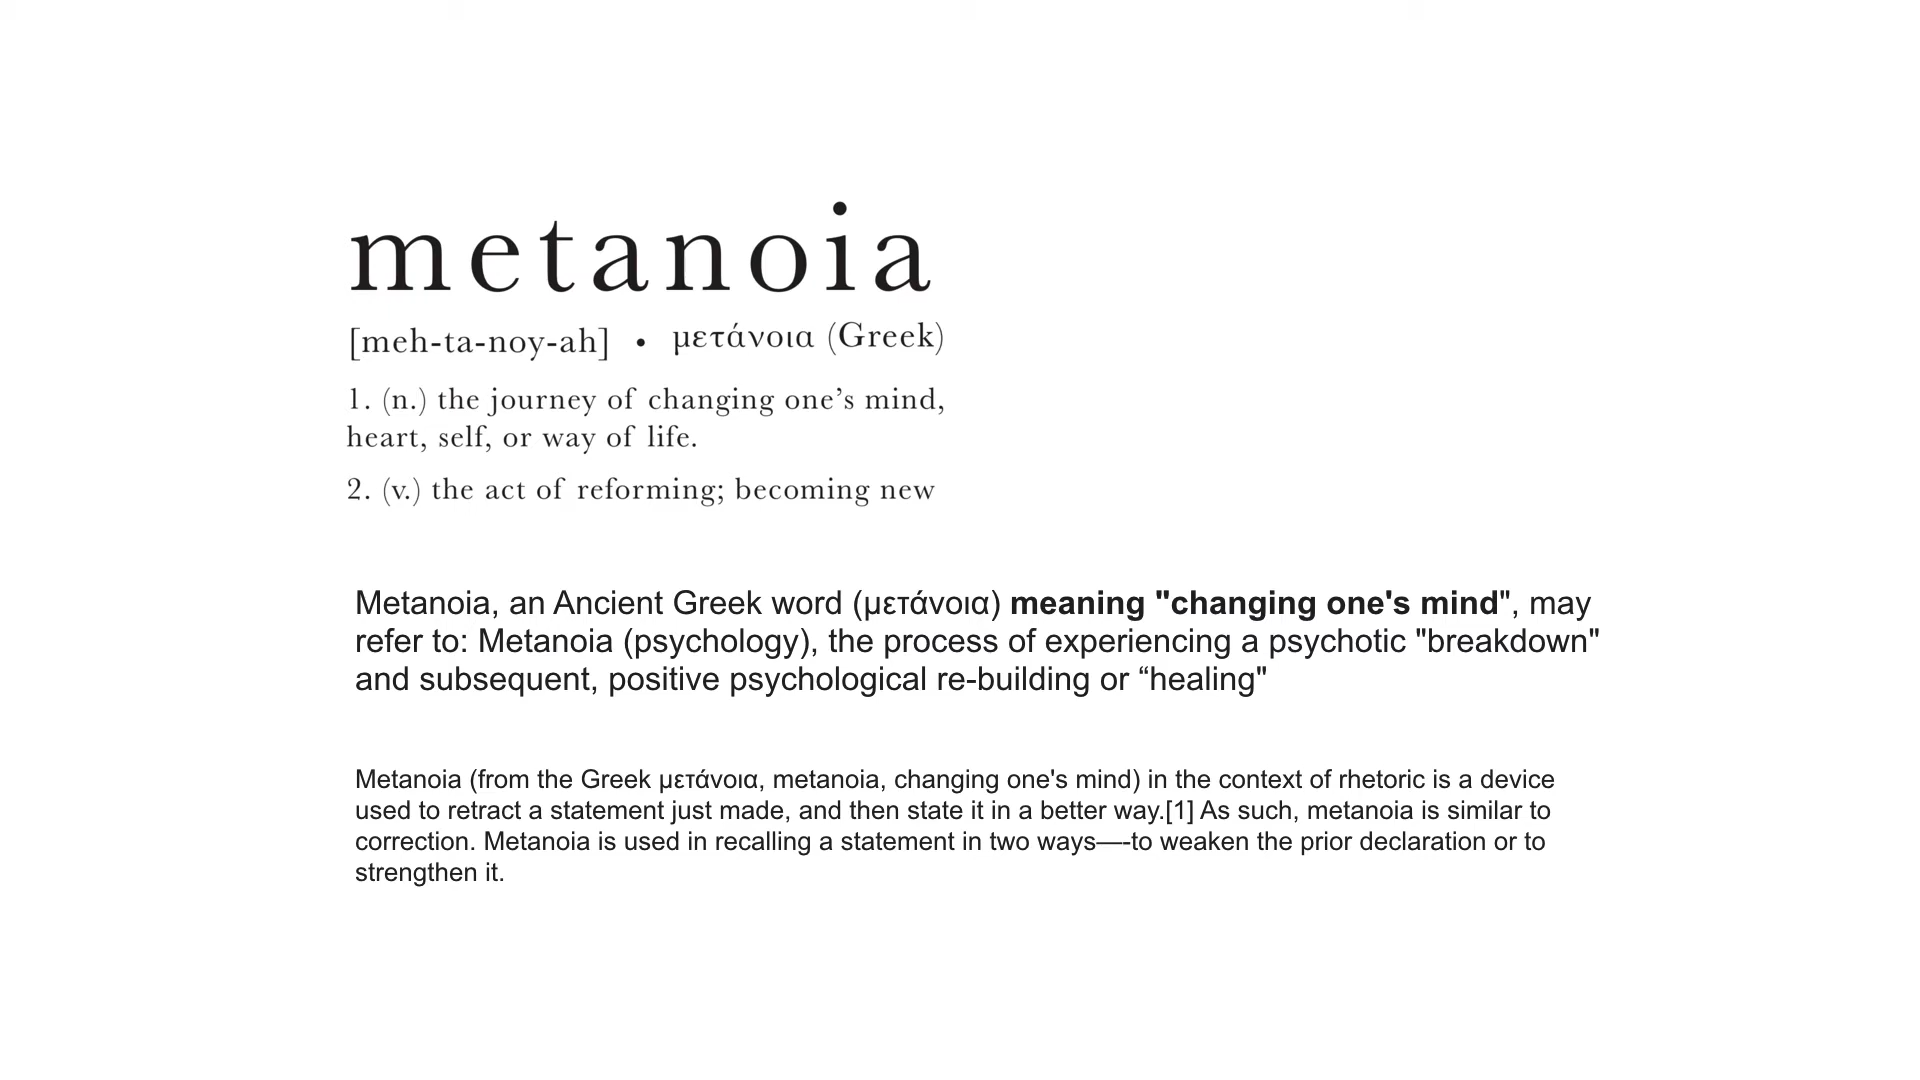 metanoia
[meh-ta-noy-ah] • μετάνοια (Greek)
1. (n.) the journey of changing one’s mind,
heart, self, or way of life.
2. (v.) the act of reforming; becoming new
Metanoia, an Ancient Greek word (μετάνοια) meaning "changing one's mind", may
refer to: Metanoia (psychology), the process of experiencing a psychotic "breakdown"
and subsequent, positive psychological re-building or “healing"
Metanoia (from the Greek μετάνοια, metanoia, changing one's mind) in the context of rhetoric is a device
used to retract a statement just made, and then state it in a better way.[1] As such, metanoia is similar to
correction. Metanoia is used in recalling a statement in two ways—-to weaken the prior declaration or to
strengthen it.